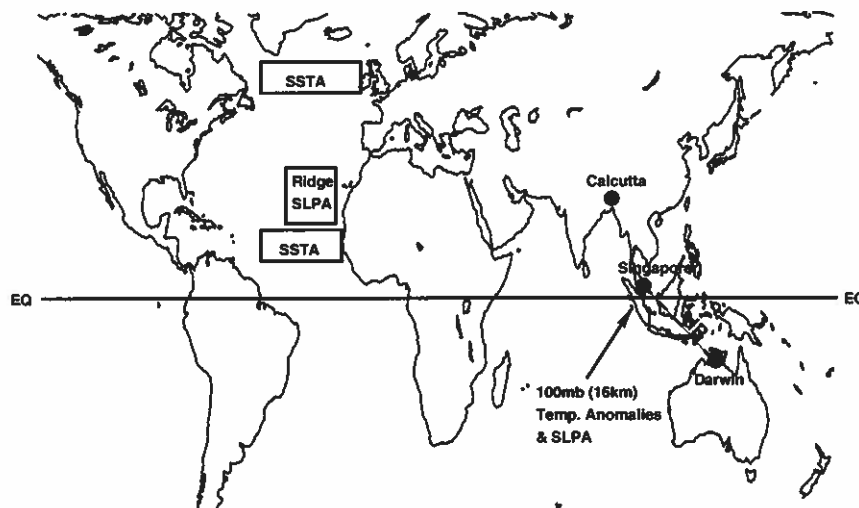 SSTA
Ridge
SLPA
Calcutta
SSTA
Singapore
EQ
EQ
Darwin
100mb (16km)
Temp. Anomalies
& SLPA